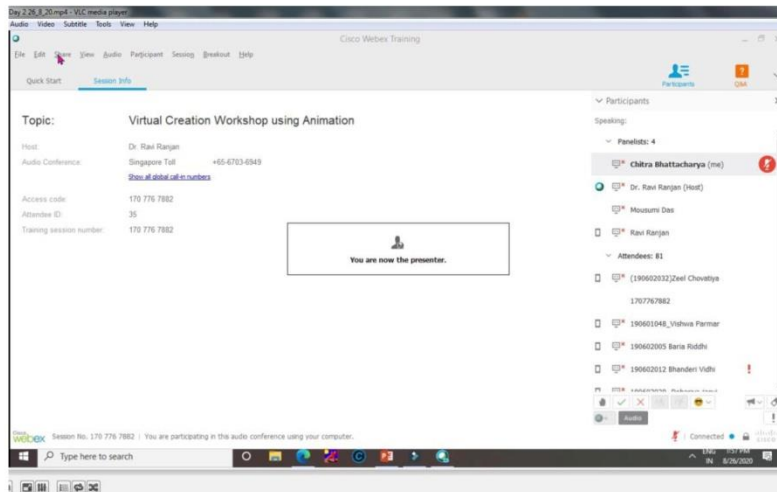 Day 2 26_8_20.mp4 - VLC media player
Audio Video Subtitle Tools View Help
Cisco Webex Training
File Edit Share View Audio Participant Session Breakout Help
Quick Start Session Info
Participants Q&A
Topic: Virtual Creation Workshop using Animation
Host: Dr. Ravi Ranjan
Audio Conference: Singapore Toll +65-6703-6949
Show all global call-in numbers
Access code: 170 776 7882
Attendee ID: 35
Training session number: 170 776 7882
You are now the presenter.
Participants
Speaking:
Panelists: 4
Chitra Bhattacharya (me)
Dr. Ravi Ranjan (Host)
Mousumi Das
Ravi Ranjan
Attendees: 81
(190602032)Zeel Chovatiya
1707767882
190601048_Vishwa Parmar
190602005 Baria Riddhi
190602012 Bhanderi Vidhi
Audio
Cisco webex Session No. 170 776 7882 | You are participating in this audio conference using your computer.
Connected
Type here to search
ENG 1:57 PM
IN 8/26/2020